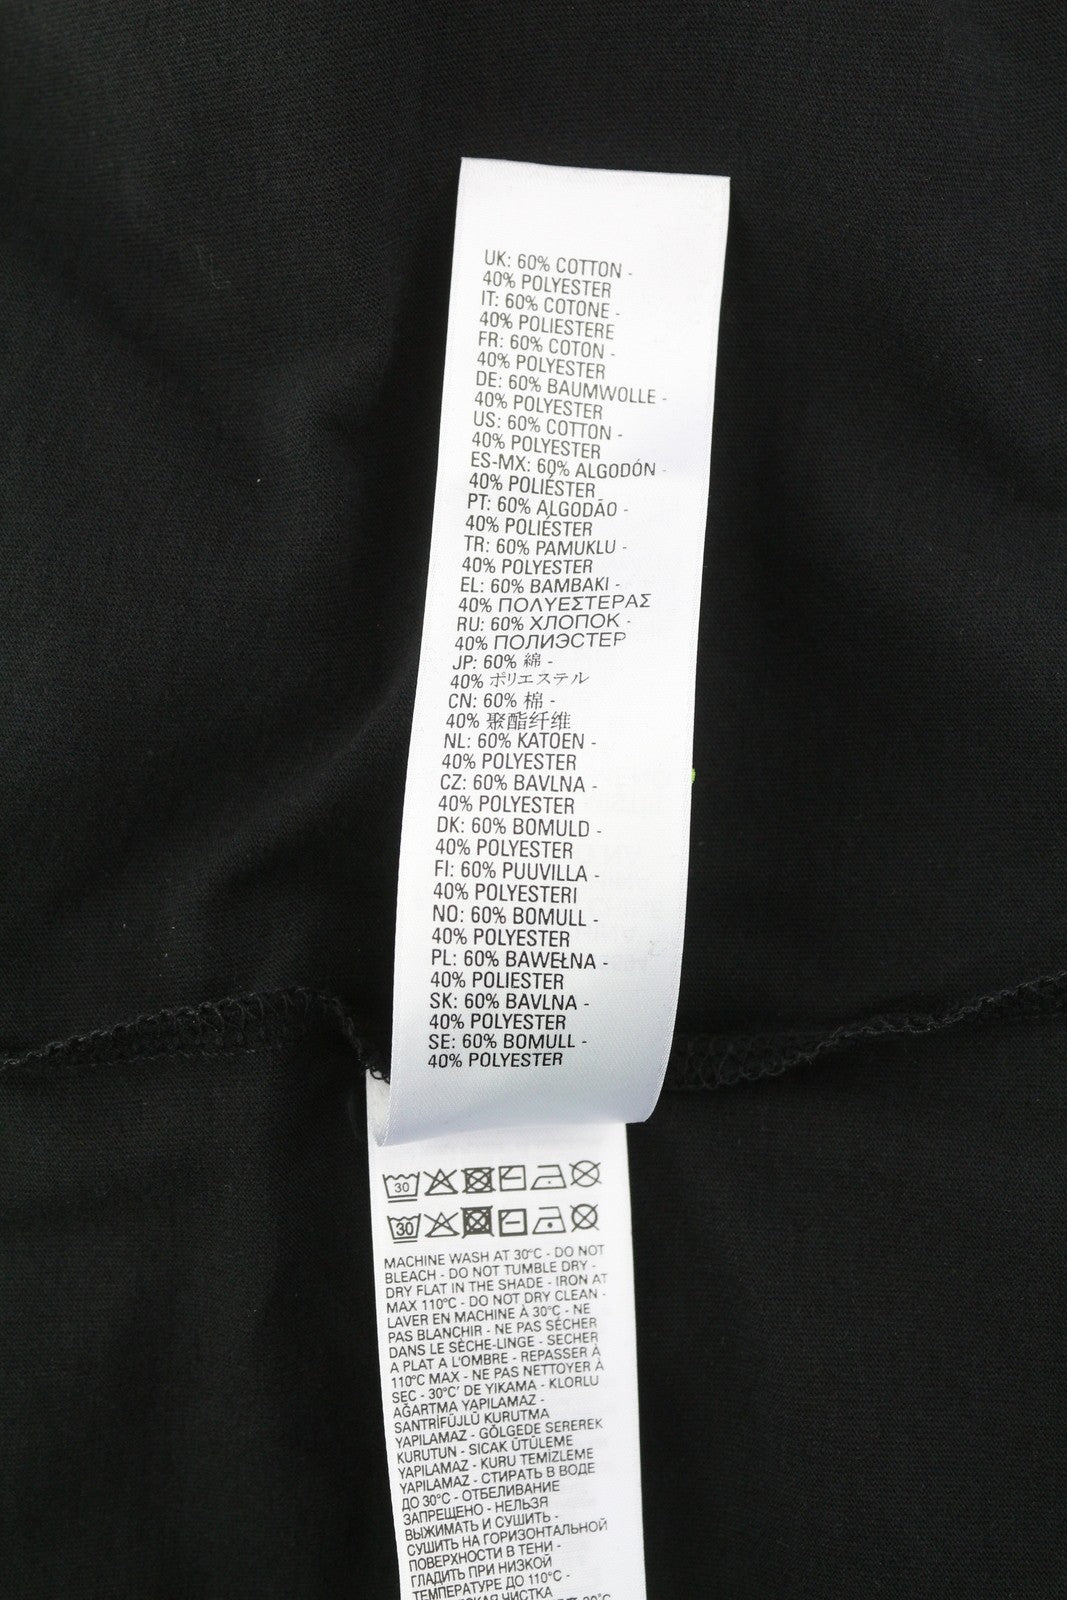 UK: 60% COTTON -
40% POLYESTER
IT: 60% COTONE -
40% POLIESTERE
FR: 60% COTON -
40% POLYESTER
DE: 60% BAUMWOLLE -
40% POLYESTER
US: 60% COTTON -
40% POLYESTER
ES-MX: 60% ALGODÓN -
40% POLIÉSTER
PT: 60% ALGODÃO -
40% POLIÉSTER
TR: 60% PAMUKLU -
40% POLYESTER
EL: 60% BAMBAKI -
40% ΠΟΛΥΕΣΤΕΡΑΣ
RU: 60% ХЛОПОК -
40% ПОЛИЭСТЕР
JP: 60% 綿 -
40% ポリエステル
CN: 60% 棉 -
40% 聚酯纤维
NL: 60% KATOEN -
40% POLYESTER
CZ: 60% BAVLNA -
40% POLYESTER
DK: 60% BOMULD -
40% POLYESTER
FI: 60% PUUVILLA -
40% POLYESTERI
NO: 60% BOMULL -
40% POLYESTER
PL: 60% BAWEŁNA -
40% POLIESTER
SK: 60% BAVLNA -
40% POLYESTER
SE: 60% BOMULL -
40% POLYESTER
30
30
MACHINE WASH AT 30°C - DO NOT
BLEACH - DO NOT TUMBLE DRY -
DRY FLAT IN THE SHADE - IRON AT
MAX 110°C - DO NOT DRY CLEAN -
LAVER EN MACHINE À 30°C - NE
PAS BLANCHIR - NE PAS SÉCHER
DANS LE SÈCHE-LINGE - SECHER
A PLAT A L'OMBRE - REPASSER À
110°C MAX - NE PAS NETTOYER À
SEC - 30°C' DE YIKAMA - KLORLU
AĞARTMA YAPILAMAZ -
SANTRİFÜJLÜ KURUTMA
YAPILAMAZ - GÖLGEDE SEREREK
KURUTUN - SICAK ÜTÜLEME
YAPILAMAZ - KURU TEMİZLEME
YAPILAMAZ - СТИРАТЬ В ВОДЕ
ДО 30°C - ОТБЕЛИВАНИЕ
ЗАПРЕЩЕНО - НЕЛЬЗЯ
ВЫЖИМАТЬ И СУШИТЬ -
СУШИТЬ НА ГОРИЗОНТАЛЬНОЙ
ПОВЕРХНОСТИ В ТЕНИ -
ГЛАДИТЬ ПРИ НИЗКОЙ
ТЕМПЕРАТУРЕ ДО 110°C -
ЧИСТКА